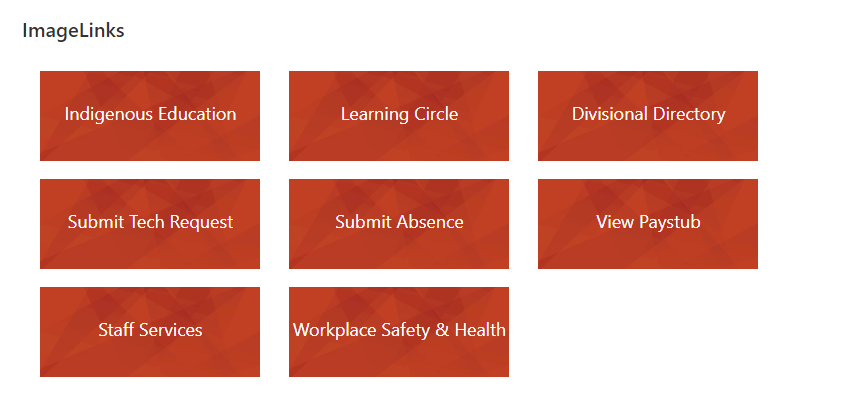 ImageLinks
Indigenous Education
Learning Circle
Divisional Directory
Submit Tech Request
Submit Absence
View Paystub
Staff Services
Workplace Safety & Health